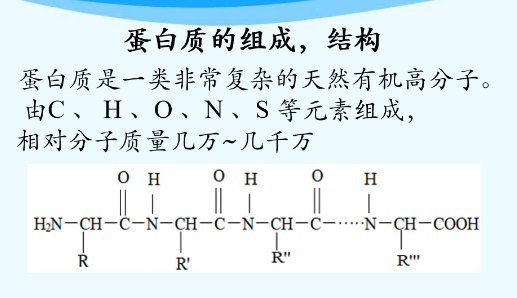 蛋白质的组成，结构
蛋白质是一类非常复杂的天然有机高分子。
由C 、 H 、O 、N 、S 等元素组成，
相对分子质量几万~几千万
O H O H O H
H₂N—CH—C—N—CH—C—N—CH—C·····N—CH—COOH
R R' R'' R'''